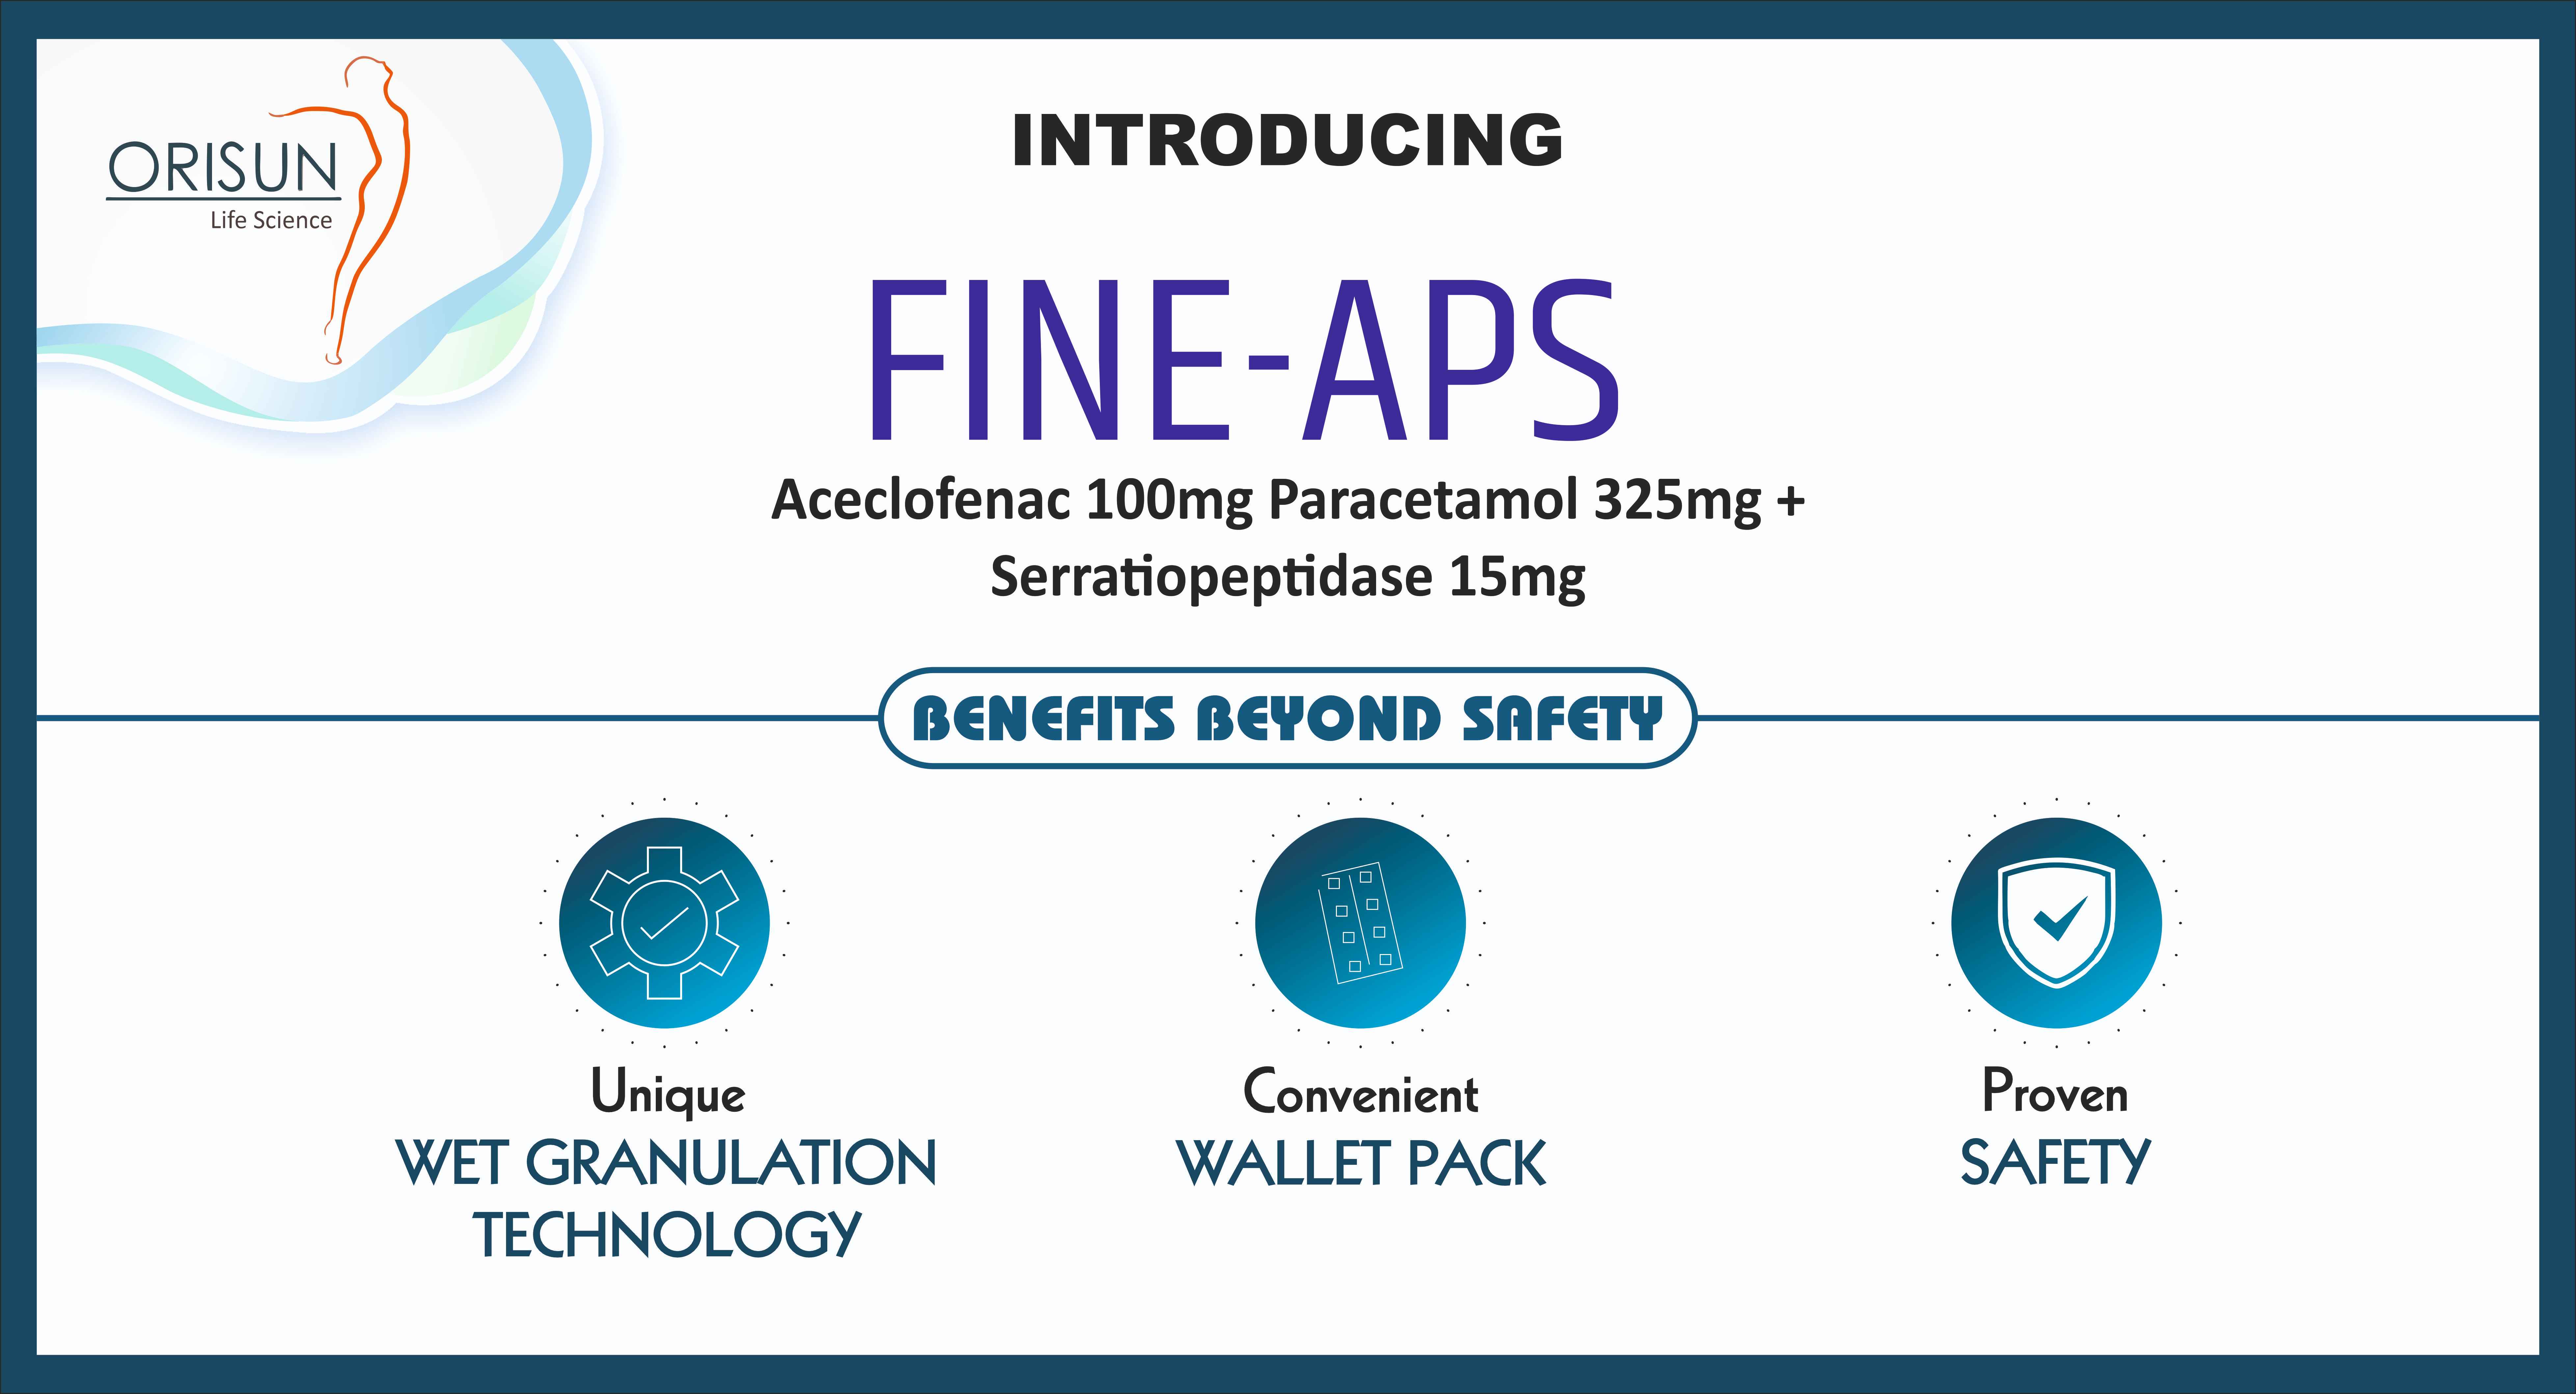 ORISUN
Life Science
INTRODUCING
FINE-APS
Aceclofenac 100mg Paracetamol 325mg +
Serratiopeptidase 15mg
BENEFITS BEYOND SAFETY
Unique
WET GRANULATION
TECHNOLOGY
Convenient
WALLET PACK
Proven
SAFETY